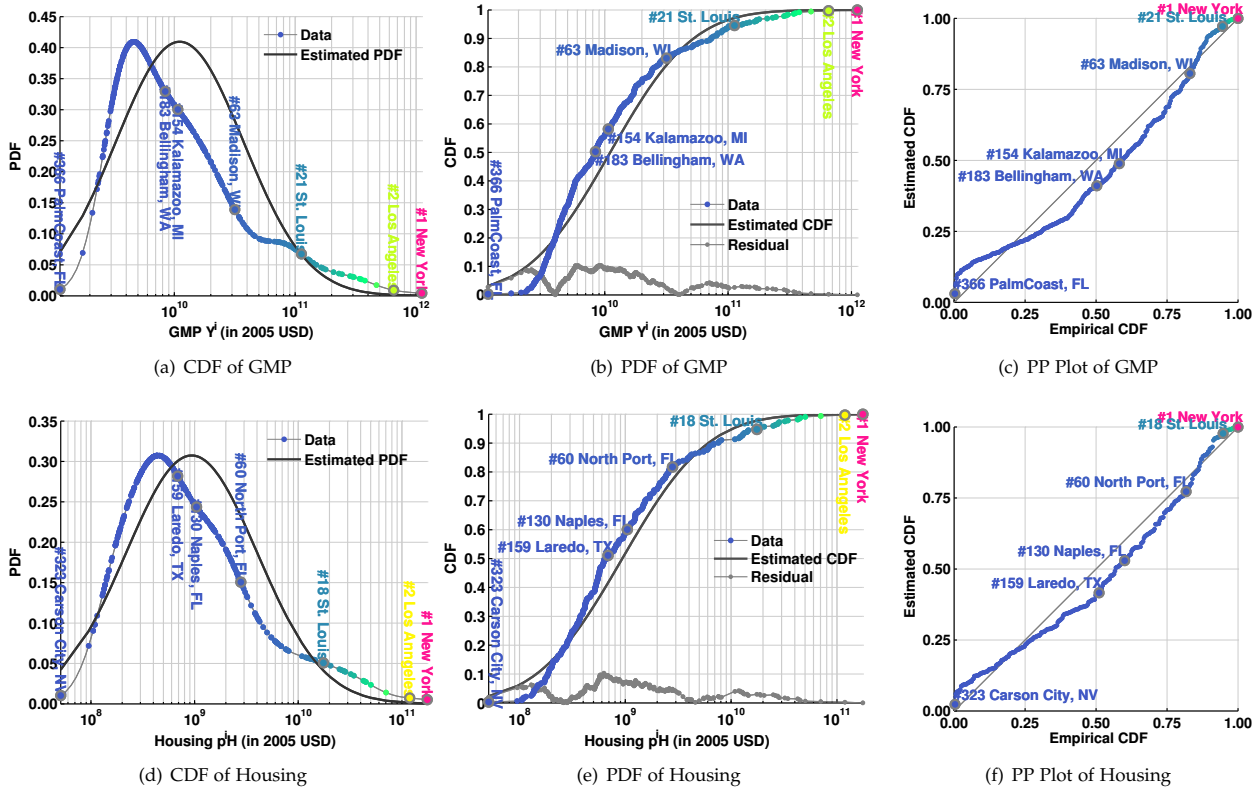 0.45
0.40
0.35
0.30
0.25
0.20
0.15
0.10
0.05
0.00
PDF
Data
Estimated PDF
#366 PalmCoast, FL
#183 Bellingham, WA
#154 Kalamazoo, MI
#63 Madison, WI
#21 St. Louis
#2 Los Angeles
#1 New York
10^10
10^11
10^12
GMP Y^i (in 2005 USD)
(a) CDF of GMP
1
0.9
0.8
0.7
0.6
0.5
0.4
0.3
0.2
0.1
0
CDF
#21 St. Louis
#63 Madison, WI
#154 Kalamazoo, MI
#183 Bellingham, WA
#366 PalmCoast, FL
#2 Los Angeles
#1 New York
Data
Estimated CDF
Residual
10^10
10^11
10^12
GMP Y^i (in 2005 USD)
(b) PDF of GMP
1.00
0.75
0.50
0.25
0.00
Estimated CDF
#1 New York
#21 St. Louis
#63 Madison, WI
#154 Kalamazoo, MI
#183 Bellingham, WA
#366 PalmCoast, FL
0.00
0.25
0.50
0.75
1.00
Empirical CDF
(c) PP Plot of GMP
0.35
0.30
0.25
0.20
0.15
0.10
0.05
0.00
PDF
Data
Estimated PDF
#323 Carson City, NV
#159 Laredo, TX
#130 Naples, FL
#60 North Port, FL
#18 St. Louis
#2 Los Anngeles
#1 New York
10^8
10^9
10^10
10^11
Housing p^iH (in 2005 USD)
(d) CDF of Housing
1
0.9
0.8
0.7
0.6
0.5
0.4
0.3
0.2
0.1
0
CDF
#18 St. Louis
#60 North Port, FL
#130 Naples, FL
#159 Laredo, TX
#323 Carson City, NV
#2 Los Anngeles
#1 New York
Data
Estimated CDF
Residual
10^8
10^9
10^10
10^11
Housing p^iH (in 2005 USD)
(e) PDF of Housing
1.00
0.75
0.50
0.25
0.00
Estimated CDF
#1 New York
#18 St. Louis
#60 North Port, FL
#130 Naples, FL
#159 Laredo, TX
#323 Carson City, NV
0.00
0.25
0.50
0.75
1.00
Empirical CDF
(f) PP Plot of Housing